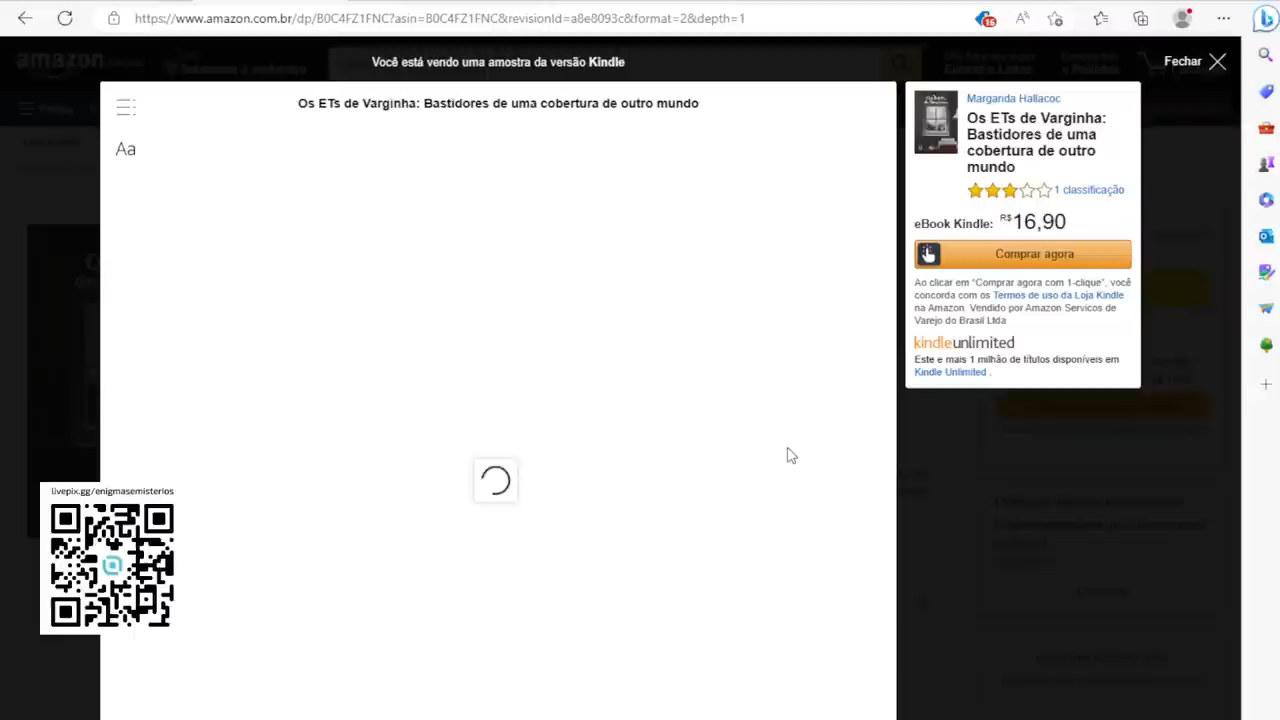 https://www.amazon.com.br/dp/B0C4FZ1FNC?asin=B0C4FZ1FNC&revisionId=a8e8093c&format=2&depth=1
16
amazon
Você está vendo uma amostra da versão Kindle
Fechar
Os ETs de Varginha: Bastidores de uma cobertura de outro mundo
Aa
Margarida Hallacoc
Os ETs de Varginha:
Bastidores de uma
cobertura de outro
mundo
1 classificação
eBook Kindle: R$16,90
Comprar agora
Ao clicar em "Comprar agora com 1-clique", você
concorda com os Termos de uso da Loja Kindle
na Amazon. Vendido por Amazon Servicos de
Varejo do Brasil Ltda
kindleunlimited
Este e mais 1 milhão de títulos disponíveis em
Kindle Unlimited .
livepix.gg/enigmasemisterios